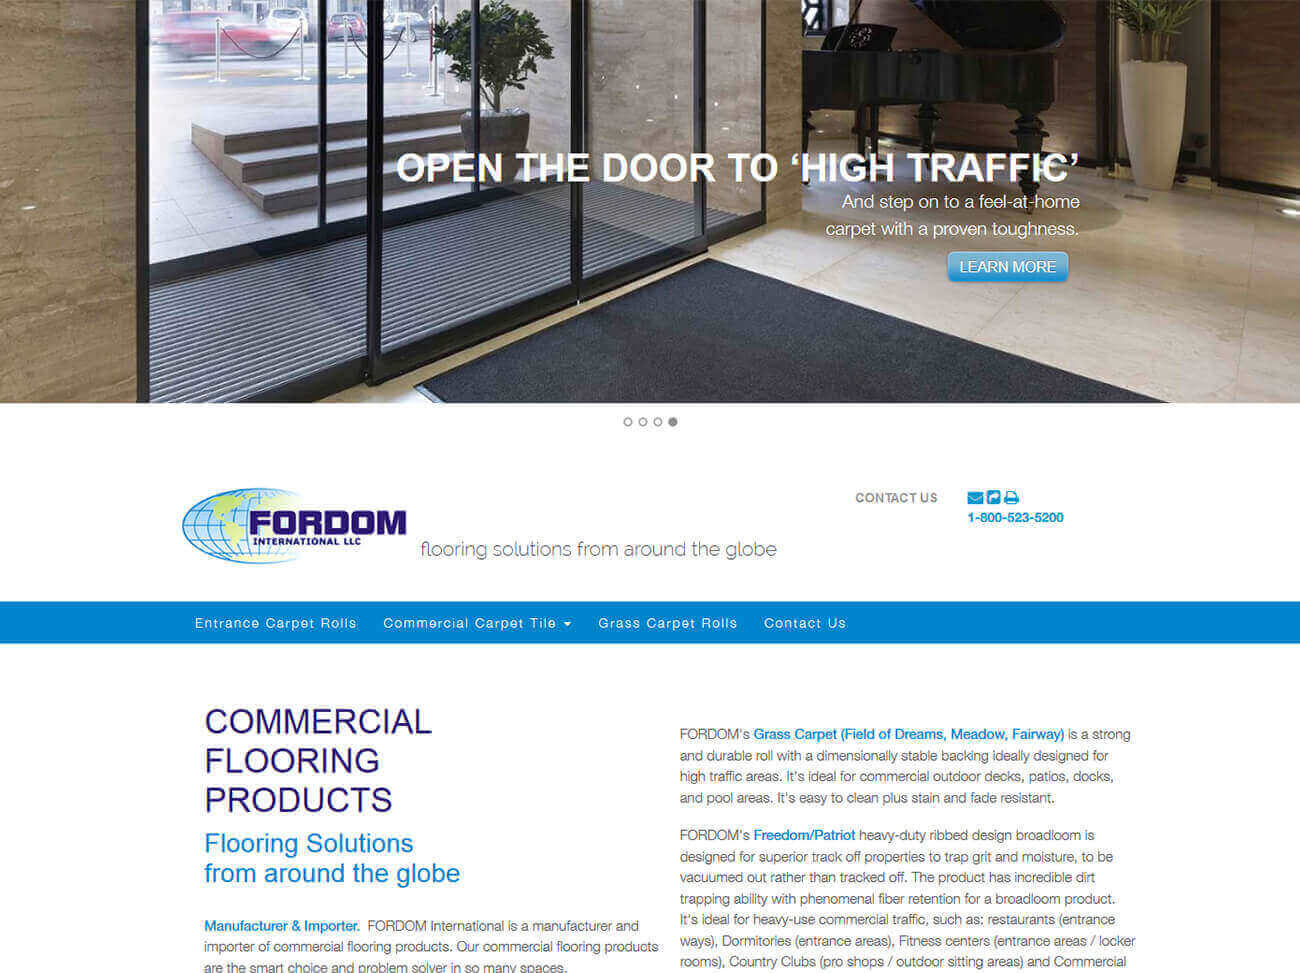 OPEN THE DOOR TO ‘HIGH TRAFFIC’
And step on to a feel-at-home
carpet with a proven toughness.
LEARN MORE
FORDOM
INTERNATIONAL LLC
flooring solutions from around the globe
CONTACT US
1-800-523-5200
Entrance Carpet Rolls
Commercial Carpet Tile
Grass Carpet Rolls
Contact Us
COMMERCIAL
FLOORING
PRODUCTS
Flooring Solutions
from around the globe
Manufacturer & Importer. FORDOM International is a manufacturer and
importer of commercial flooring products. Our commercial flooring products
are the smart choice and problem solver in so many spaces.
FORDOM's Grass Carpet (Field of Dreams, Meadow, Fairway) is a strong
and durable roll with a dimensionally stable backing ideally designed for
high traffic areas. It's ideal for commercial outdoor decks, patios, docks,
and pool areas. It's easy to clean plus stain and fade resistant.
FORDOM's Freedom/Patriot heavy-duty ribbed design broadloom is
designed for superior track off properties to trap grit and moisture, to be
vacuumed out rather than tracked off. The product has incredible dirt
trapping ability with phenomenal fiber retention for a broadloom product.
It's ideal for heavy-use commercial traffic, such as: restaurants (entrance
ways), Dormitories (entrance areas), Fitness centers (entrance areas / locker
rooms), Country Clubs (pro shops / outdoor sitting areas) and Commercial